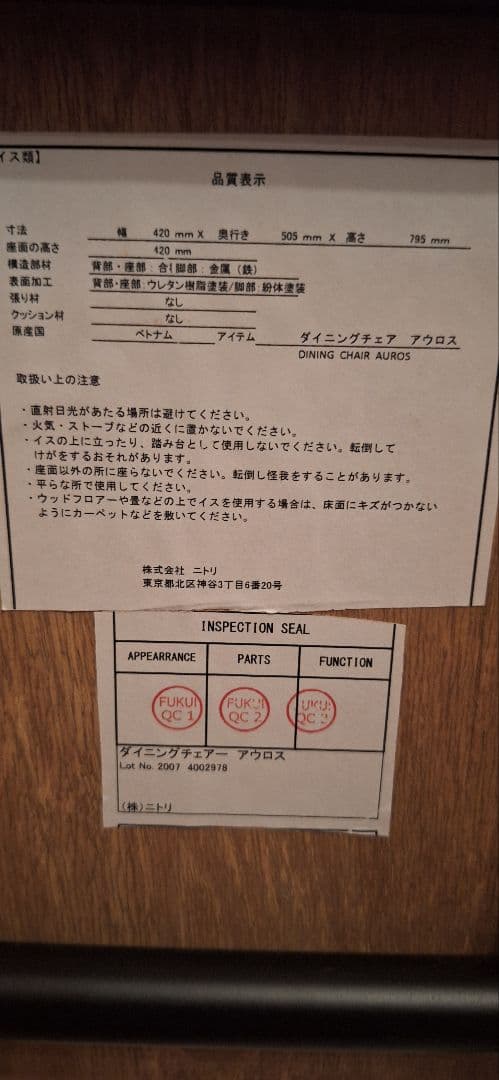 イス類】
品質表示
寸法 幅 420 mm X 奥行き 505 mm X 高さ 795 mm
座面の高さ 420 mm
構造部材 背部・座部：合 脚部：金属（鉄）
表面加工 背部・座部：ウレタン樹脂塗装/脚部：紛体塗装
張り材 なし
クッション材 なし
原産国 ベトナム アイテム ダイニングチェア アウロス
DINING CHAIR AUROS
取扱い上の注意
・直射日光があたる場所は避けてください。
・火気・ストーブなどの近くに置かないでください。
・イスの上に立ったり、踏み台として使用しないでください。転倒して
けがをするおそれがあります。
・座面以外の所に座らないでください。転倒し怪我をすることがあります。
・平らな所で使用してください。
・ウッドフロアーや畳などの上でイスを使用する場合は、床面にキズがつかない
ようにカーペットなどを敷いてください。
株式会社 ニトリ
東京都北区神谷3丁目6番20号
INSPECTION SEAL
APPEARRANCE PARTS FUNCTION
FUKUI FUKUI UKUI
QC 1 QC 2 QC 3
ダイニングチェアー アウロス
Lot No. 2007 4002978
（株）ニトリ